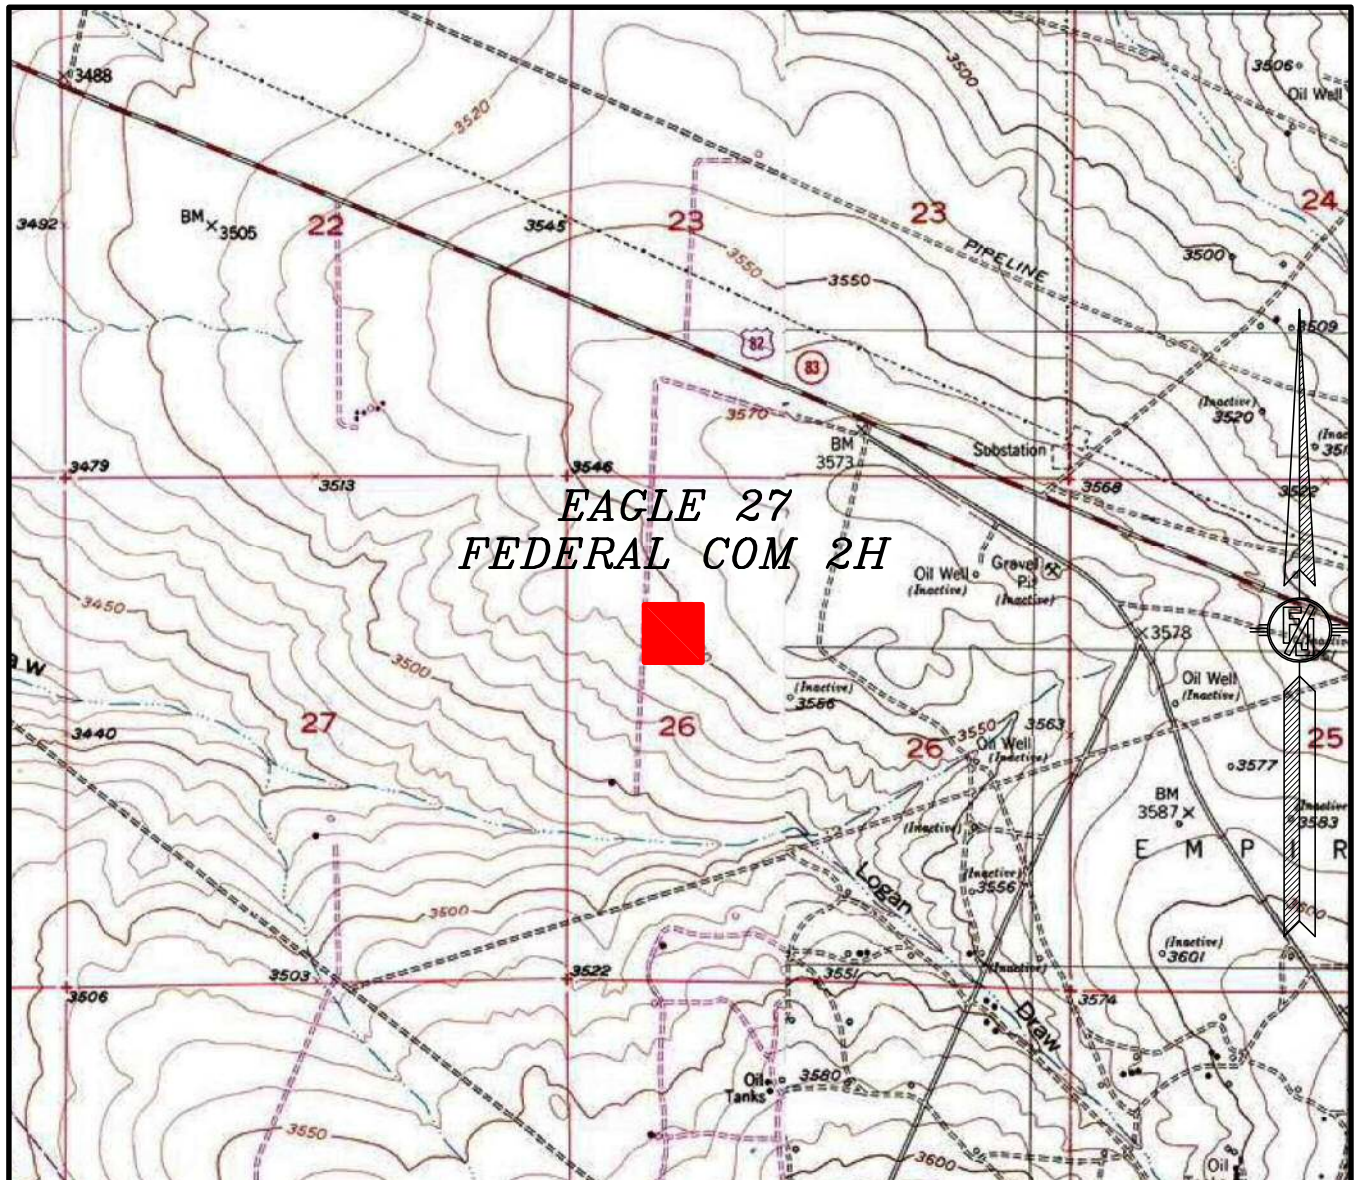 3488
3520
3500
3506
Oil Well
24
3492
BM
3505
22
3545
23
23
3550
3550
PIPELINE
3500
3509
82
83
3570
BM
3573
Substation
(Inactive)
3520
3479
3513
3546
3568
3522
EAGLE 27
FEDERAL COM 2H
Oil Well
(Inactive)
Gravel
Pit
(Inactive)
3450
3500
3578
Oil Well
(Inactive)
(Inactive)
3556
aw
27
26
26
3550
3563
Oil Well
(Inactive)
25
3440
3577
BM
3587
(Inactive)
3583
(Inactive)
E M P I R
Logan
(Inactive)
3556
3500
3600
(Inactive)
3601
3503
3522
3551
(Inactive)
3506
3574
Draw
Oil
Tanks
3580
3550
3600
Oil